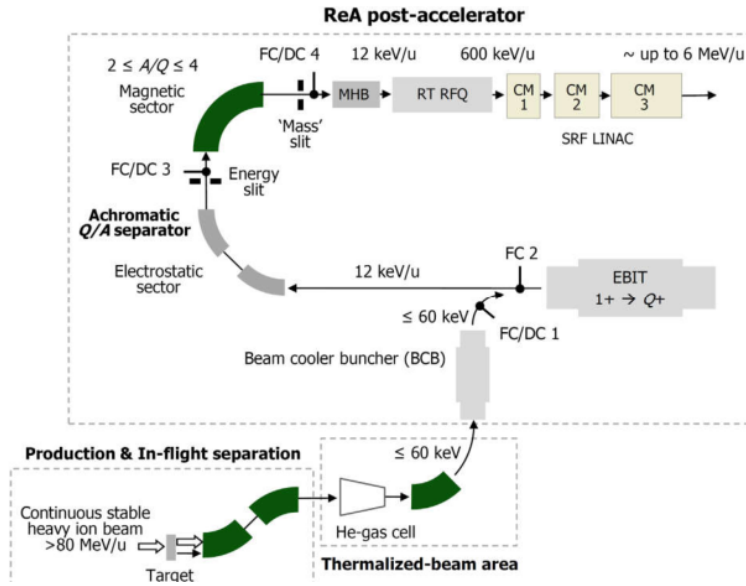 ReA post-accelerator
FC/DC 4
12 keV/u
600 keV/u
~ up to 6 MeV/u
2 ≤ A/Q ≤ 4
Magnetic
sector
MHB
RT RFQ
CM
1
CM
2
CM
3
'Mass'
slit
SRF LINAC
FC/DC 3
Energy
slit
Achromatic
Q/A separator
Electrostatic
sector
12 keV/u
FC 2
EBIT
1+ → Q+
≤ 60 keV
FC/DC 1
Beam cooler buncher (BCB)
Production & In-flight separation
≤ 60 keV
Continuous stable
heavy ion beam
>80 MeV/u
Target
He-gas cell
Thermalized-beam area